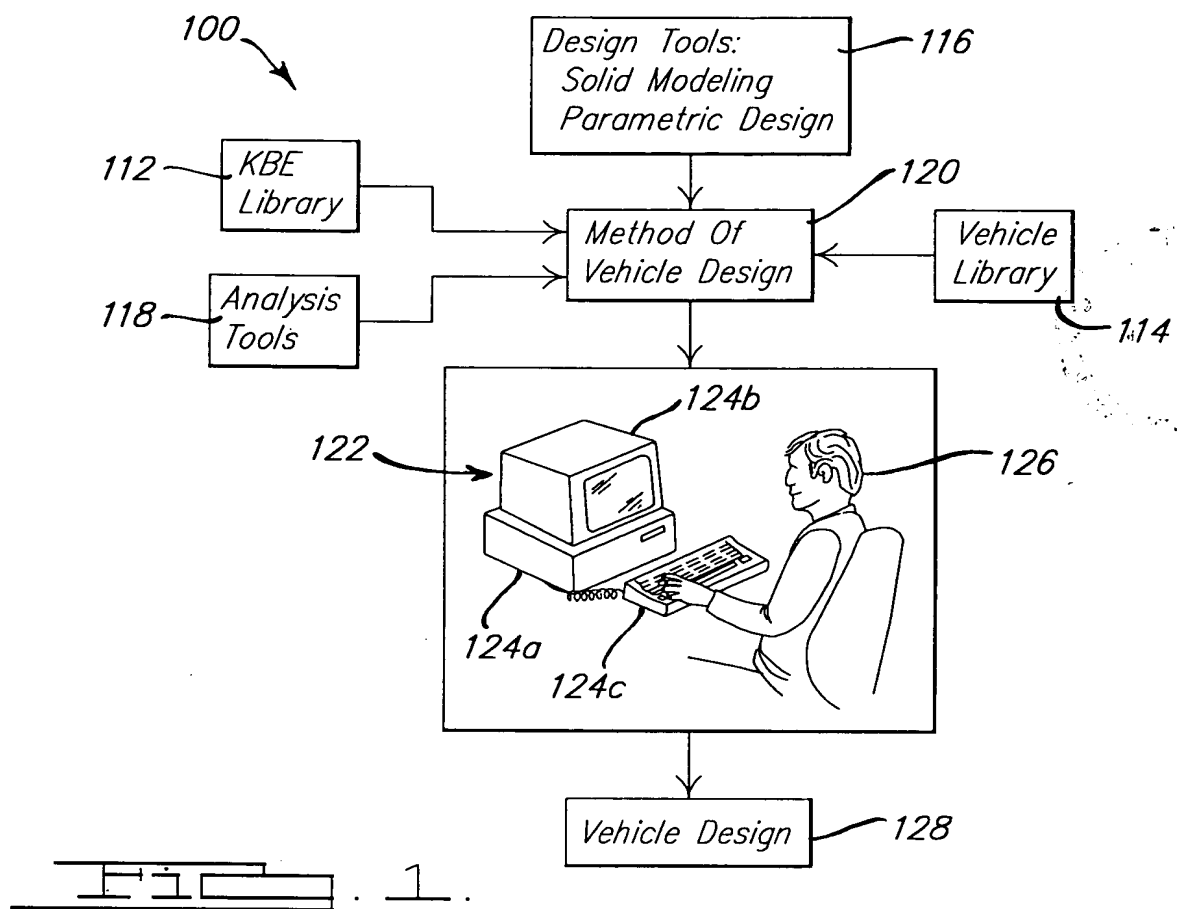 100
Design Tools:
Solid Modeling
Parametric Design
116
112
KBE
Library
120
Method Of
Vehicle Design
Vehicle
Library
114
118
Analysis
Tools
122
124b
126
124a
124c
Vehicle Design
128
FIG. 1.